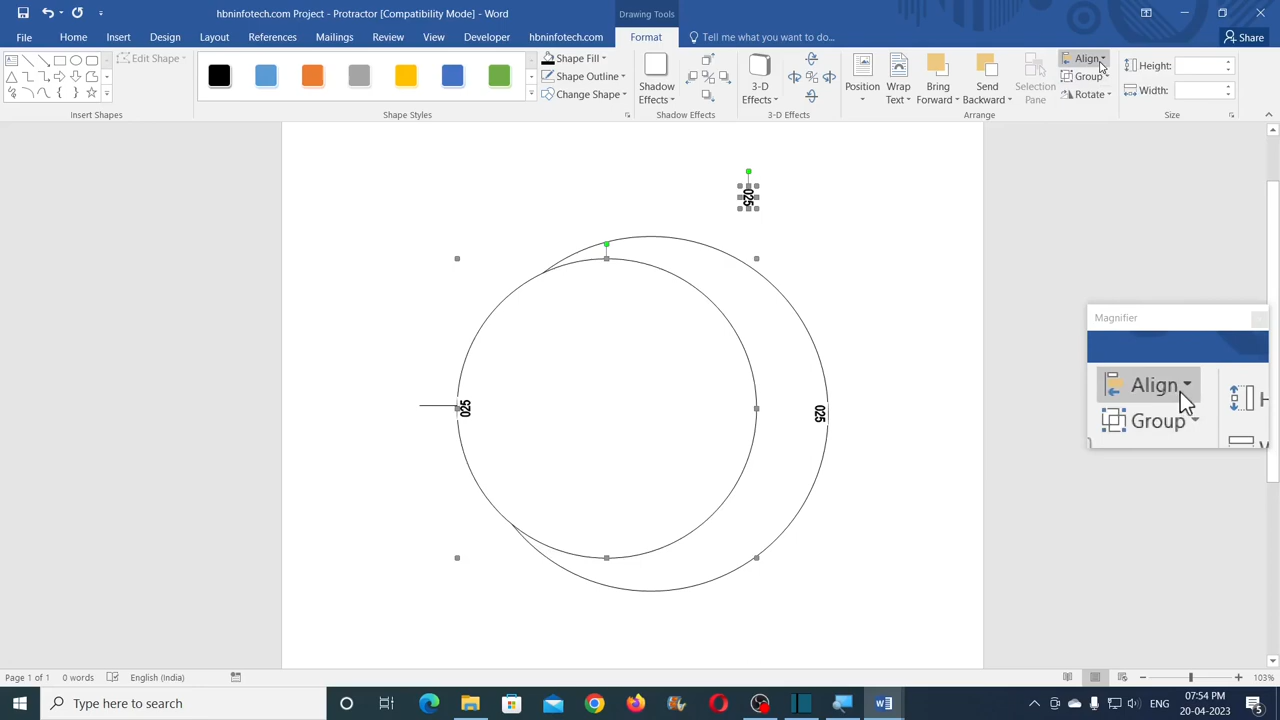 hbninfotech.com Project - Protractor [Compatibility Mode] - Word
Drawing Tools
Share
File
Home
Insert
Design
Layout
References
Mailings
Review
View
Developer
hbninfotech.com
Format
Tell me what you want to do...
Edit Shape
Insert Shapes
Shape Fill
Shape Outline
Change Shape
Shape Styles
Shadow
Effects
Shadow Effects
3-D
Effects
3-D Effects
Position
Wrap
Text
Bring
Forward
Send
Backward
Selection
Pane
Align
Group
Rotate
Arrange
Height:
Width:
Size
025
025
025
Magnifier
Align
Group
Page 1 of 1
0 words
English (India)
103%
Type here to search
ENG
07:54 PM
20-04-2023